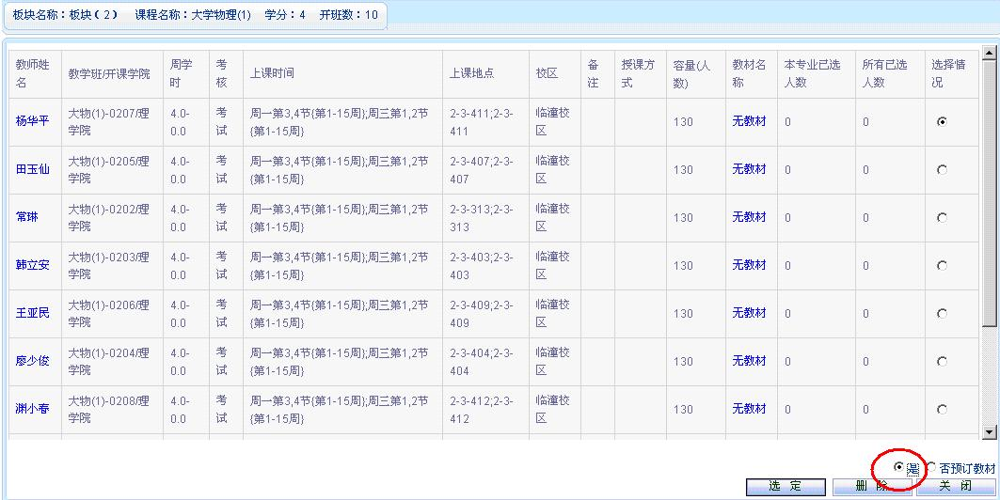 板块名称：板块（2） 课程名称：大学物理(1) 学分：4 开班数：10
教师姓名 教学班/开课学院 周学时 考核 上课时间 上课地点 校区 备注 授课方式 容量(人数) 教材名称 本专业已选人数 所有已选人数 选择情况
杨华平 大物(1)-0207/理学院 4.0-0.0 考试 周一第3,4节{第1-15周};周三第1,2节{第1-15周} 2-3-411;2-3-411 临潼校区 130 无教材 0 0
田玉仙 大物(1)-0205/理学院 4.0-0.0 考试 周一第3,4节{第1-15周};周三第1,2节{第1-15周} 2-3-407;2-3-407 临潼校区 130 无教材 0 0
常琳 大物(1)-0202/理学院 4.0-0.0 考试 周一第3,4节{第1-15周};周三第1,2节{第1-15周} 2-3-313;2-3-313 临潼校区 130 无教材 0 0
韩立安 大物(1)-0203/理学院 4.0-0.0 考试 周一第3,4节{第1-15周};周三第1,2节{第1-15周} 2-3-403;2-3-403 临潼校区 130 无教材 0 0
王亚民 大物(1)-0206/理学院 4.0-0.0 考试 周一第3,4节{第1-15周};周三第1,2节{第1-15周} 2-3-409;2-3-409 临潼校区 130 无教材 0 0
廖少俊 大物(1)-0204/理学院 4.0-0.0 考试 周一第3,4节{第1-15周};周三第1,2节{第1-15周} 2-3-404;2-3-404 临潼校区 130 无教材 0 0
渊小春 大物(1)-0208/理学院 4.0-0.0 考试 周一第3,4节{第1-15周};周三第1,2节{第1-15周} 2-3-412;2-3-412 临潼校区 130 无教材 0 0
是 否预订教材
选 定 删 除 关 闭